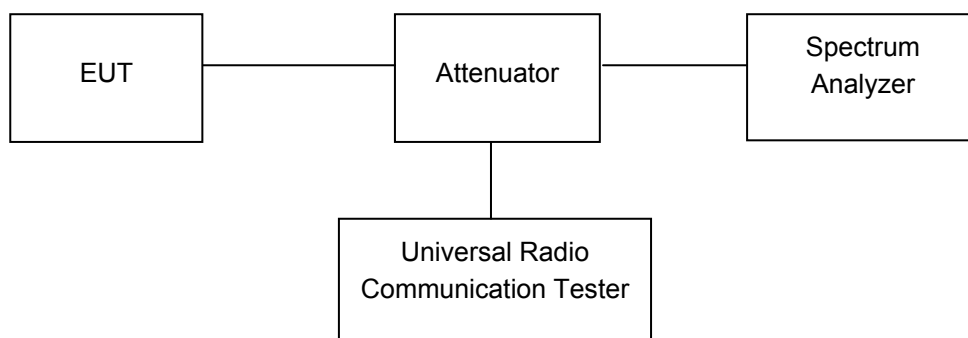 EUT
Attenuator
Spectrum
Analyzer
Universal Radio
Communication Tester